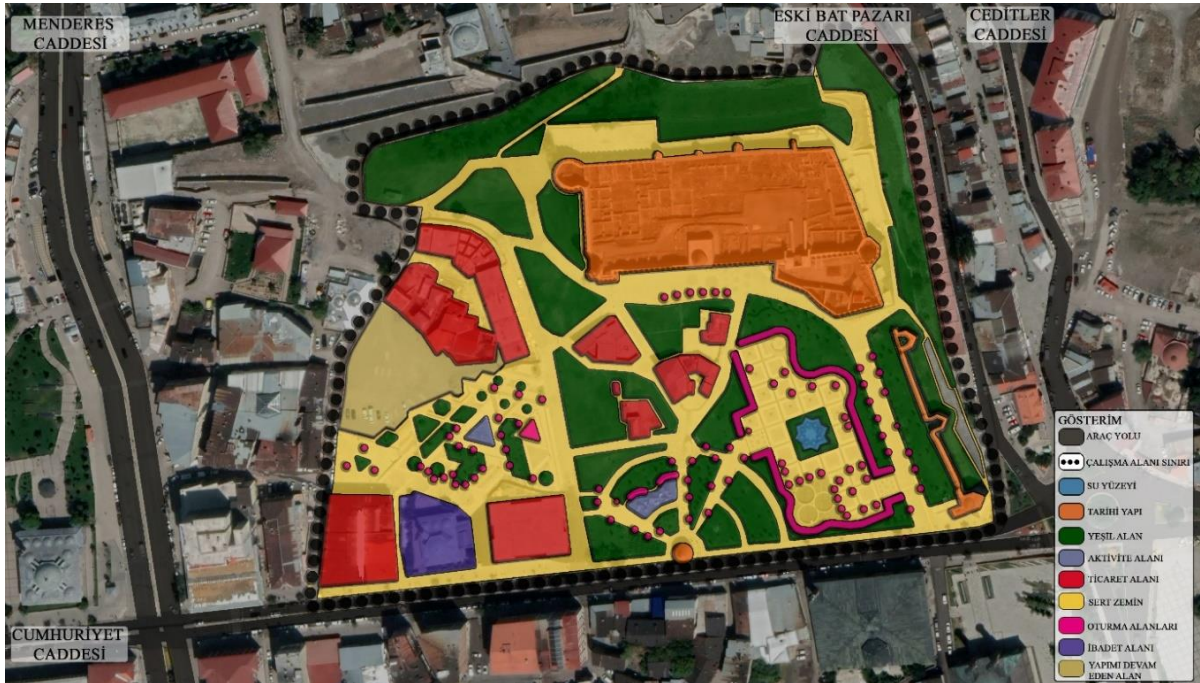 MENDERES
CADDESİ
ESKİ BAT PAZARI
CADDESİ
CEDİTLER
CADDESİ
CUMHURİYET
CADDESİ
GÖSTERİM
ARAÇ YOLU
ÇALIŞMA ALANI SINIRI
SU YÜZEYİ
TARİHİ YAPI
YEŞİL ALAN
AKTİVİTE ALANI
TİCARET ALANI
SERT ZEMİN
OTURMA ALANLARI
İBADET ALANI
YAPIMI DEVAM
EDEN ALAN